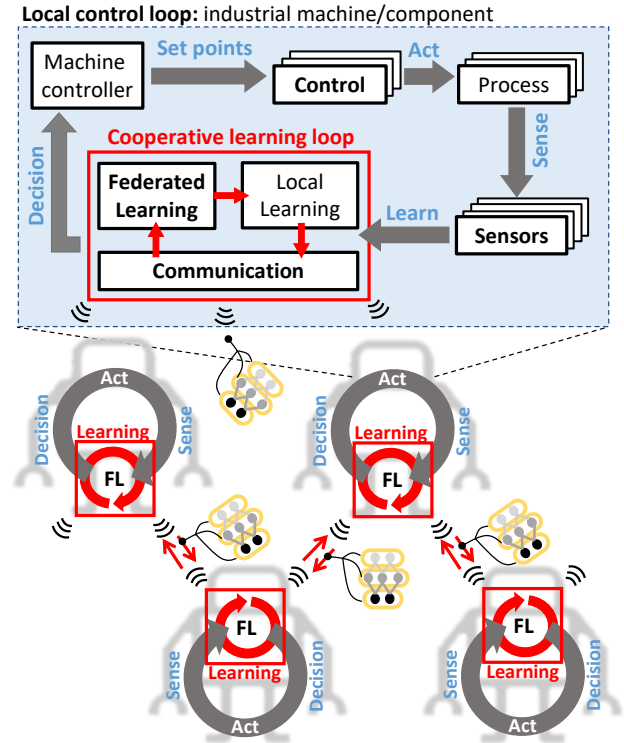 Local control loop: industrial machine/component
Machine
controller
Set points
Control
Act
Process
Sense
Decision
Cooperative learning loop
Federated
Learning
Local
Learning
Learn
Sensors
Communication
Act
Decision
Sense
Learning
FL
Act
Decision
Sense
Learning
FL
FL
Learning
Sense
Decision
Act
FL
Learning
Sense
Decision
Act